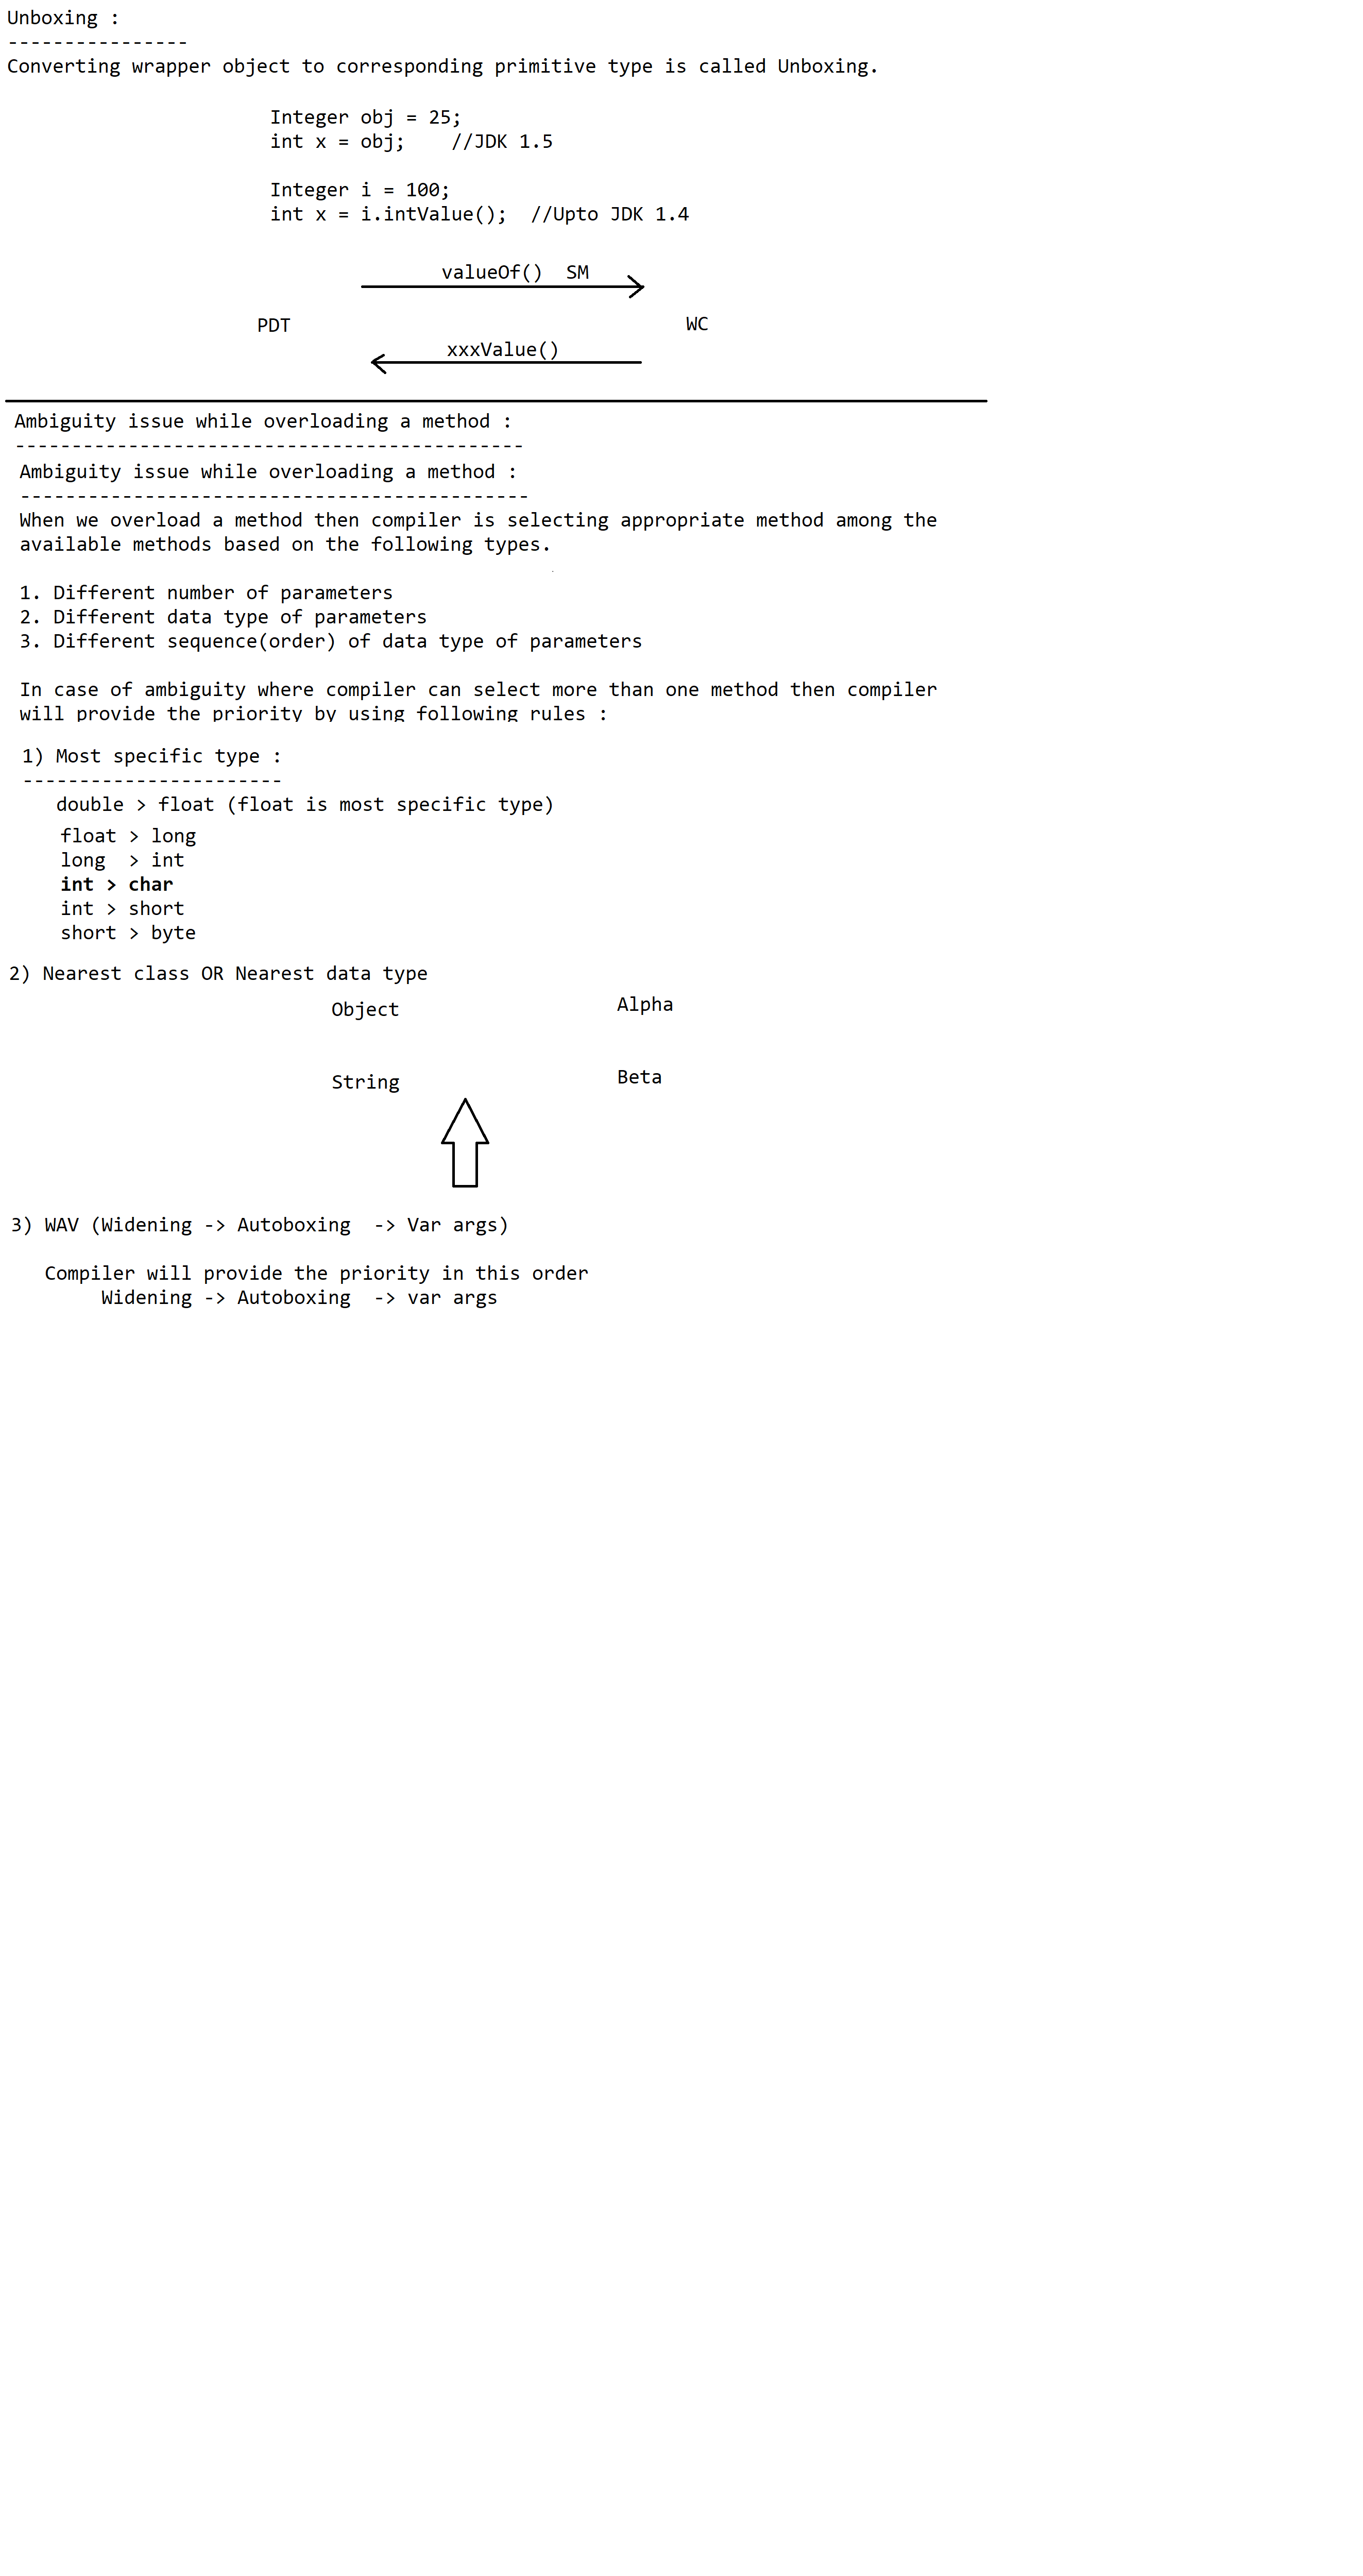 Unboxing :
----------------
Converting wrapper object to corresponding primitive type is called Unboxing.
Integer obj = 25;
int x = obj;    //JDK 1.5
Integer i = 100;
int x = i.intValue();  //Upto JDK 1.4
valueOf()  SM
PDT
WC
xxxValue()
Ambiguity issue while overloading a method :
---------------------------------------------
Ambiguity issue while overloading a method :
---------------------------------------------
When we overload a method then compiler is selecting appropriate method among the
available methods based on the following types.
1. Different number of parameters
2. Different data type of parameters
3. Different sequence(order) of data type of parameters
In case of ambiguity where compiler can select more than one method then compiler
will provide the priority by using following rules :
1) Most specific type :
-----------------------
double > float (float is most specific type)
float > long
long  > int
int > char
int > short
short > byte
2) Nearest class OR Nearest data type
Object
Alpha
String
Beta
3) WAV (Widening -> Autoboxing  -> Var args)
Compiler will provide the priority in this order
Widening -> Autoboxing  -> var args